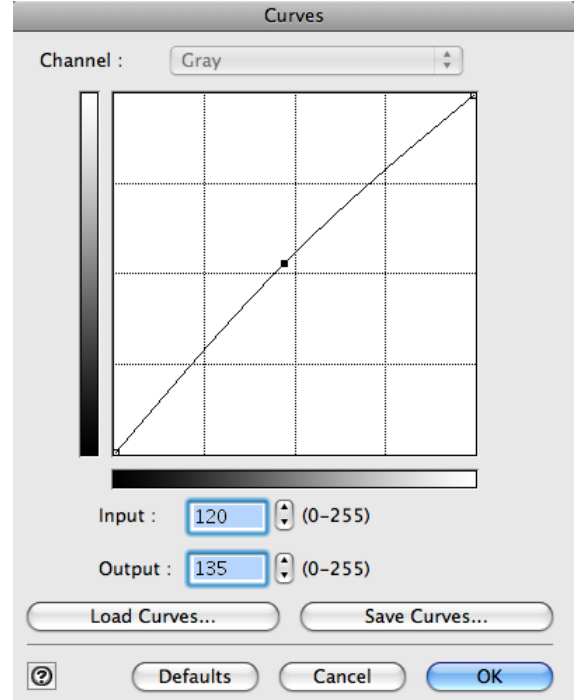 Curves
Channel : Gray
Input : 120 (0-255)
Output : 135 (0-255)
Load Curves... Save Curves...
? Defaults Cancel OK